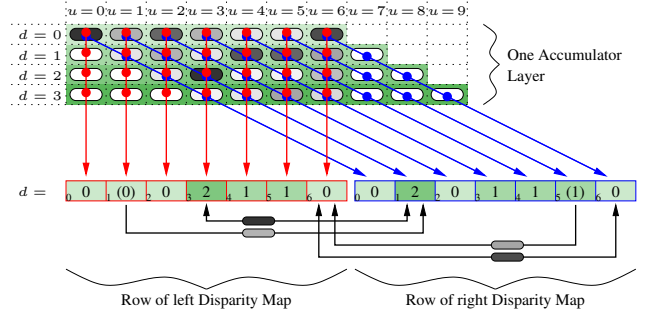 u = 0 u = 1 u = 2 u = 3 u = 4 u = 5 u = 6 u = 7 u = 8 u = 9
d = 0
d = 1
d = 2
d = 3
One Accumulator
Layer
d = 0 (0) 0 2 1 1 0 0 2 0 1 1 (1) 0
0 1 2 3 4 5 6 0 1 2 3 4 5 6
Row of left Disparity Map Row of right Disparity Map